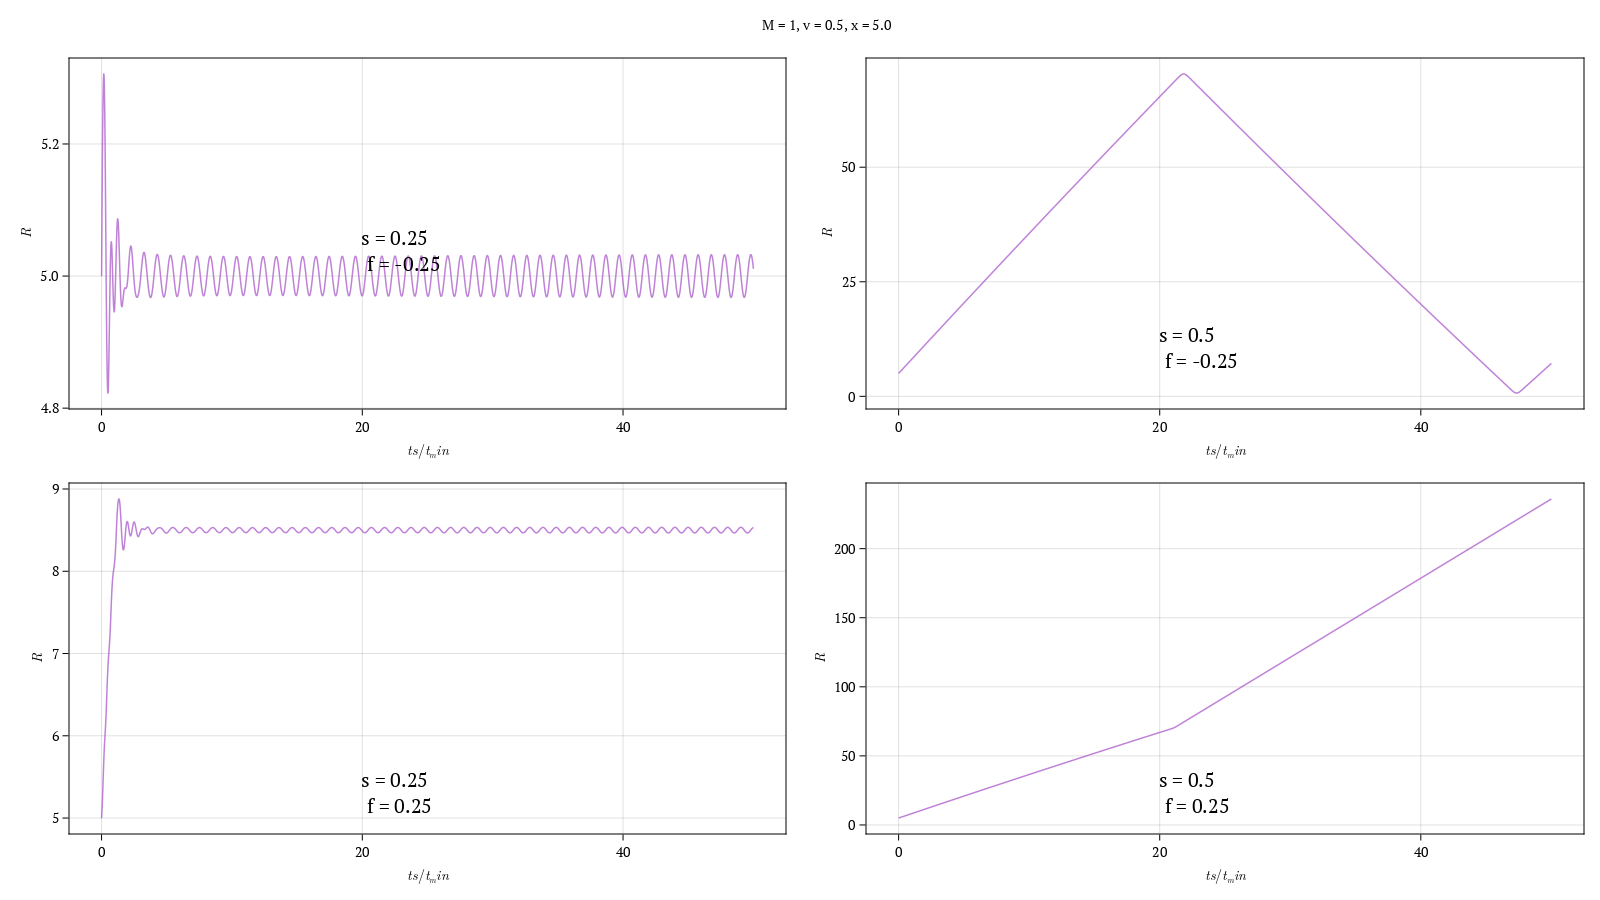 M = 1, v = 0.5, x = 5.0
5.2
5.0
4.8
R
s = 0.25
f = -0.25
0
20
40
ts/t_min
50
25
0
R
s = 0.5
f = -0.25
0
20
40
ts/t_min
9
8
7
6
5
R
s = 0.25
f = 0.25
0
20
40
ts/t_min
200
150
100
50
0
R
s = 0.5
f = 0.25
0
20
40
ts/t_min